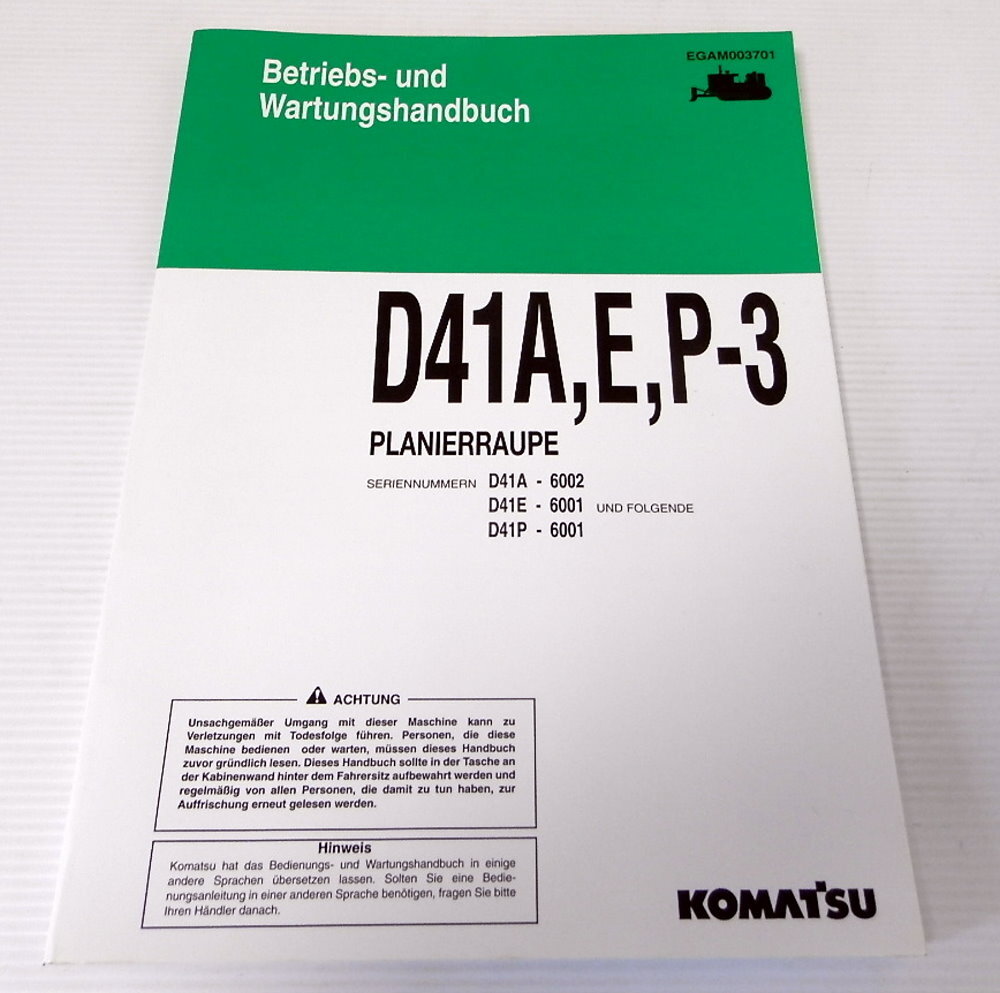 EGAM003701
Betriebs- und
Wartungshandbuch
D41A,E,P-3
PLANIERRAUPE
SERIENNUMMERN D41A - 6002
D41E - 6001 UND FOLGENDE
D41P - 6001
ACHTUNG
Unsachgemäßer Umgang mit dieser Maschine kann zu
Verletzungen mit Todesfolge führen. Personen, die diese
Maschine bedienen oder warten, müssen dieses Handbuch
zuvor gründlich lesen. Dieses Handbuch sollte in der Tasche an
der Kabinenwand hinter dem Fahrersitz aufbewahrt werden und
regelmäßig von allen Personen, die damit zu tun haben, zur
Auffrischung erneut gelesen werden.
Hinweis
Komatsu hat das Bedienungs- und Wartungshandbuch in einige
andere Sprachen übersetzen lassen. Solten Sie eine Bedie-
nungsanleitung in einer anderen Sprache benötigen, fragen Sie bitte
Ihren Händler danach.
KOMATSU